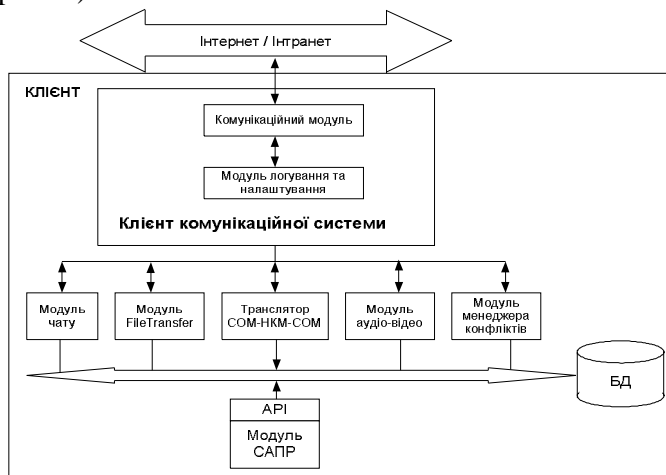 Інтернет / Інтранет
КЛІЄНТ
Комунікаційний модуль
Модуль логування та
налаштування
Клієнт комунікаційної системи
Модуль
чату
Модуль
FileTransfer
Транслятор
COM-НКМ-COM
Модуль
аудіо-відео
Модуль
менеджера
конфліктів
БД
API
Модуль
САПР